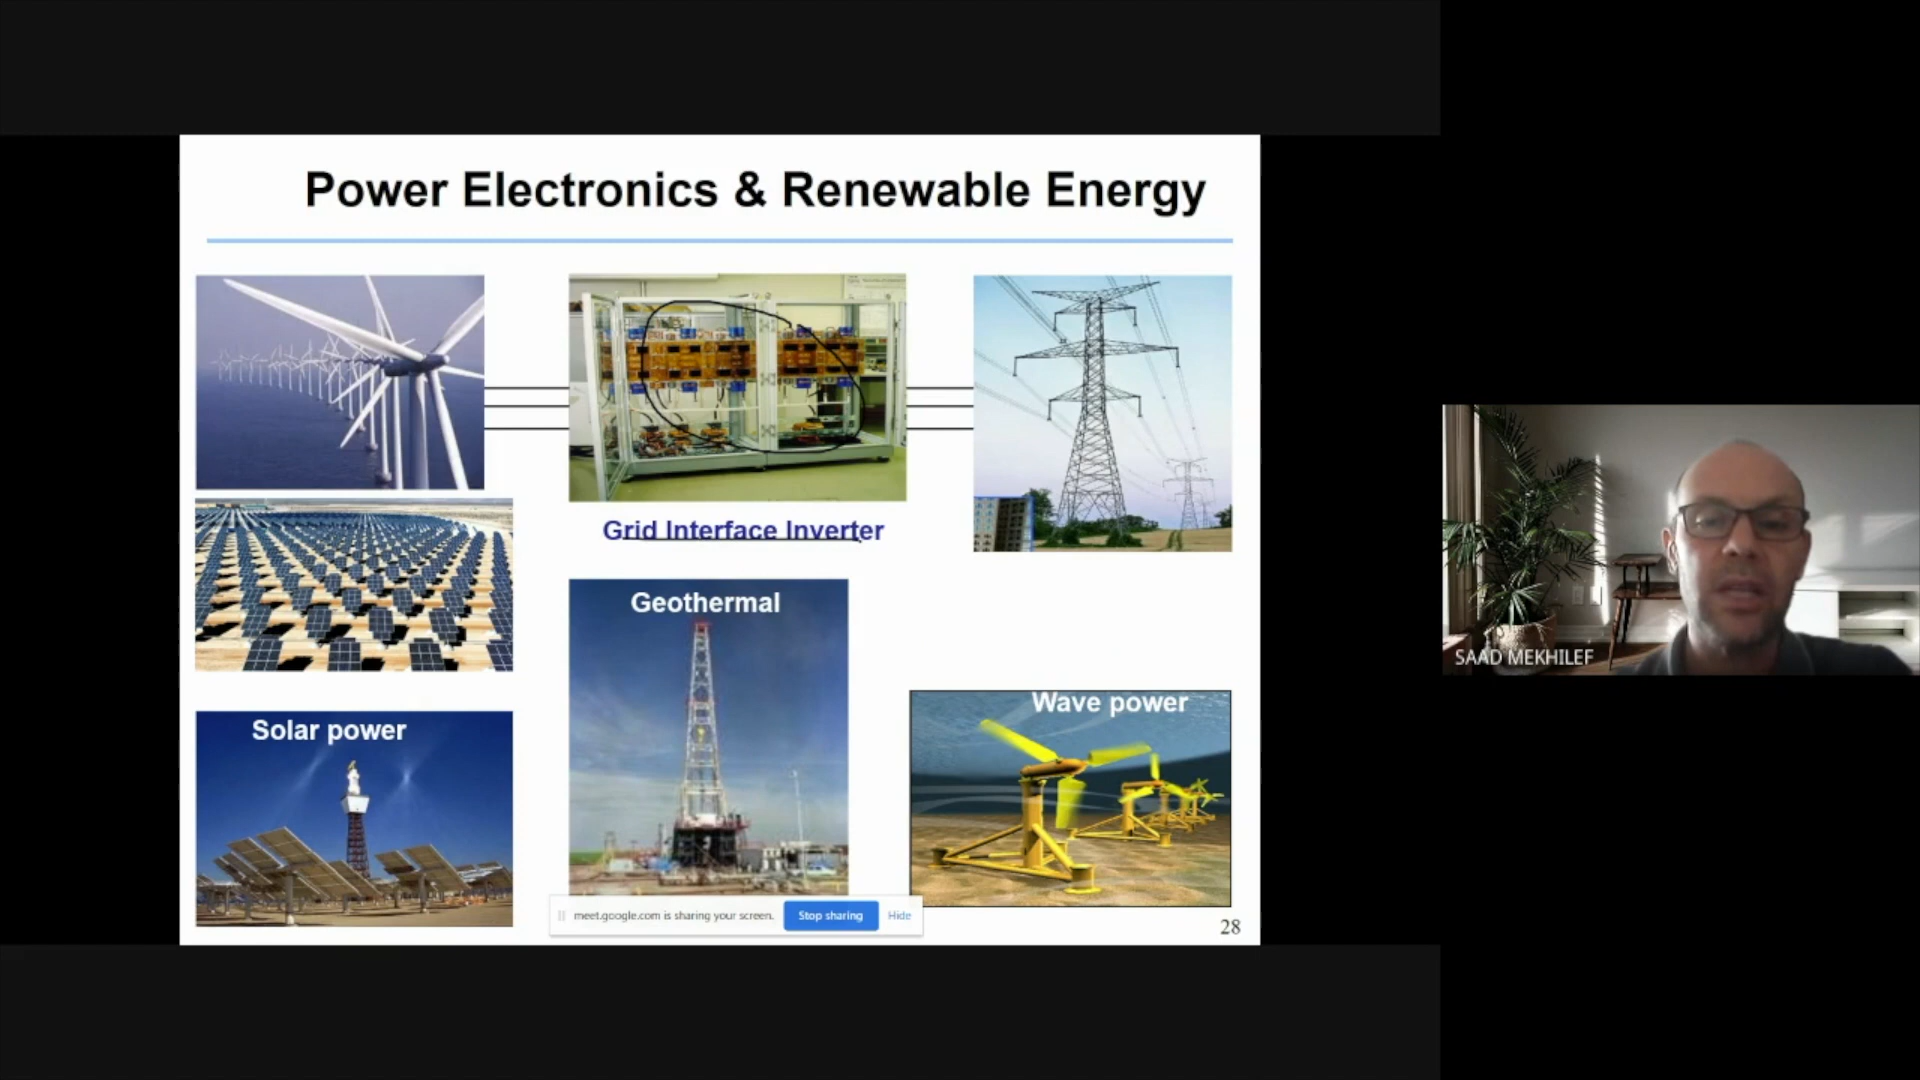 Power Electronics & Renewable Energy
Grid Interface Inverter
Geothermal
Solar power
Wave power
meet.google.com is sharing your screen.
Stop sharing
Hide
28
SAAD MEKHILEF